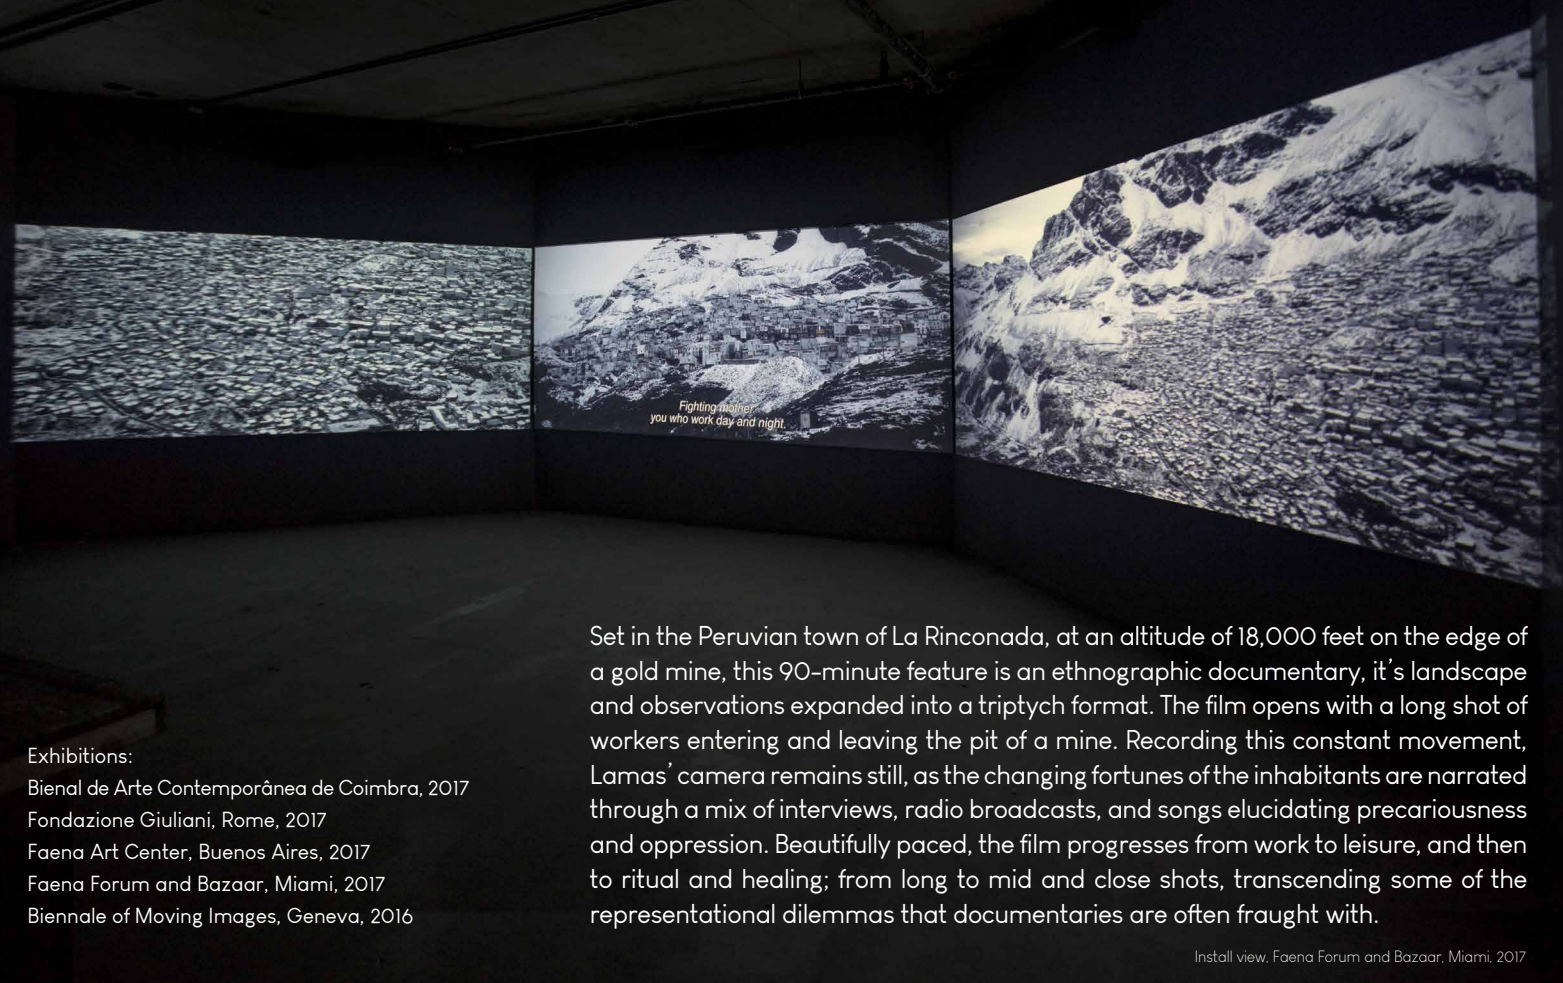 Fighting mother,
you who work day and night.
Set in the Peruvian town of La Rinconada, at an altitude of 18,000 feet on the edge of
a gold mine, this 90-minute feature is an ethnographic documentary, it's landscape
and observations expanded into a triptych format. The film opens with a long shot of
workers entering and leaving the pit of a mine. Recording this constant movement,
Lamas' camera remains still, as the changing fortunes of the inhabitants are narrated
through a mix of interviews, radio broadcasts, and songs elucidating precariousness
and oppression. Beautifully paced, the film progresses from work to leisure, and then
to ritual and healing; from long to mid and close shots, transcending some of the
representational dilemmas that documentaries are often fraught with.
Exhibitions:
Bienal de Arte Contemporânea de Coimbra, 2017
Fondazione Giuliani, Rome, 2017
Faena Art Center, Buenos Aires, 2017
Faena Forum and Bazaar, Miami, 2017
Biennale of Moving Images, Geneva, 2016
Install view, Faena Forum and Bazaar, Miami, 2017